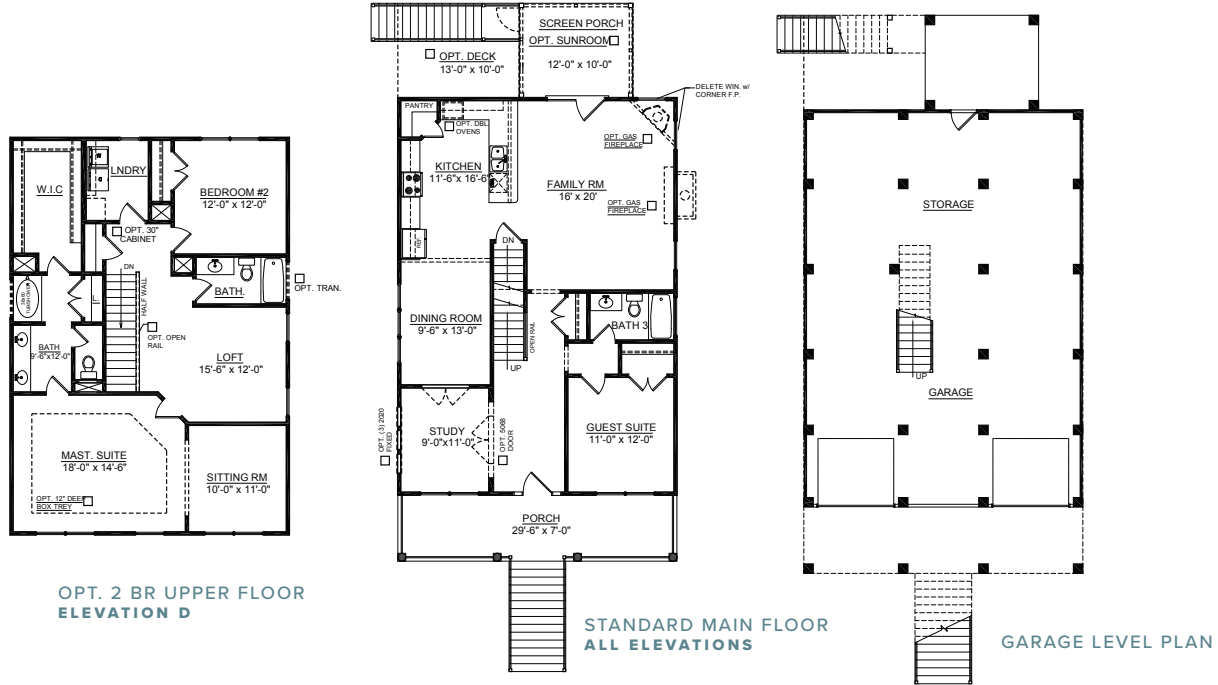 W.I.C
LNDRY
BEDROOM #2
12'-0" x 12'-0"
OPT. 30"
CABINET
DN
HALF WALL
L.
BATH.
OPT. TRAN.
OPT. OPEN
RAIL
BATH
9'-6"x12'-0"
LOFT
15'-6" x 12'-0"
MAST. SUITE
18'-0" x 14'-6"
SITTING RM
10'-0" x 11'-0"
OPT. 12" DEEP
BOX TREY
OPT. 2 BR UPPER FLOOR
ELEVATION D
SCREEN PORCH
OPT. SUNROOM
12'-0" x 10'-0"
OPT. DECK
13'-0" x 10'-0"
DELETE WIN. w/
CORNER F.P.
PANTRY
OPT. DBL
OVENS
OPT. GAS
FIREPLACE
KITCHEN
11'-6"x 16'-6"
FAMILY RM
16' x 20'
OPT. GAS
FIREPLACE
DN
DINING ROOM
9'-6" x 13'-0"
OPEN RAIL
BATH 3
UP
OPT. (3) 2020
FIXED
STUDY
9'-0"x11'-0"
OPT. 5068
DOOR
GUEST SUITE
11'-0" x 12'-0"
PORCH
29'-6" x 7'-0"
STANDARD MAIN FLOOR
ALL ELEVATIONS
STORAGE
UP
GARAGE
GARAGE LEVEL PLAN